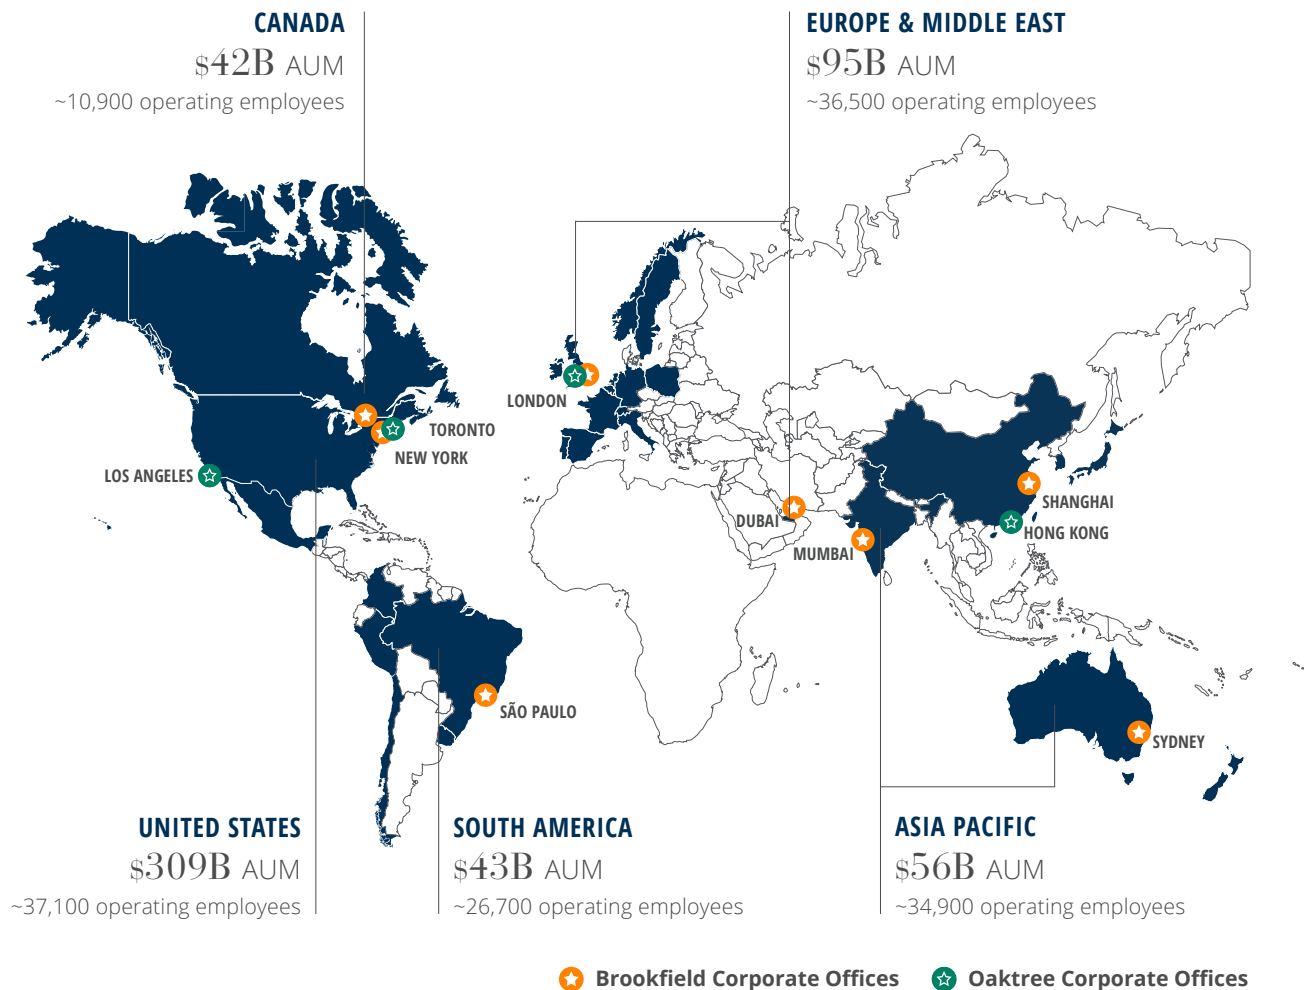 CANADA
$42B AUM
~10,900 operating employees
EUROPE & MIDDLE EAST
$95B AUM
~36,500 operating employees
LONDON
TORONTO
NEW YORK
LOS ANGELES
DUBAI
MUMBAI
SHANGHAI
HONG KONG
SÃO PAULO
SYDNEY
UNITED STATES
$309B AUM
~37,100 operating employees
SOUTH AMERICA
$43B AUM
~26,700 operating employees
ASIA PACIFIC
$56B AUM
~34,900 operating employees
Brookfield Corporate Offices
Oaktree Corporate Offices